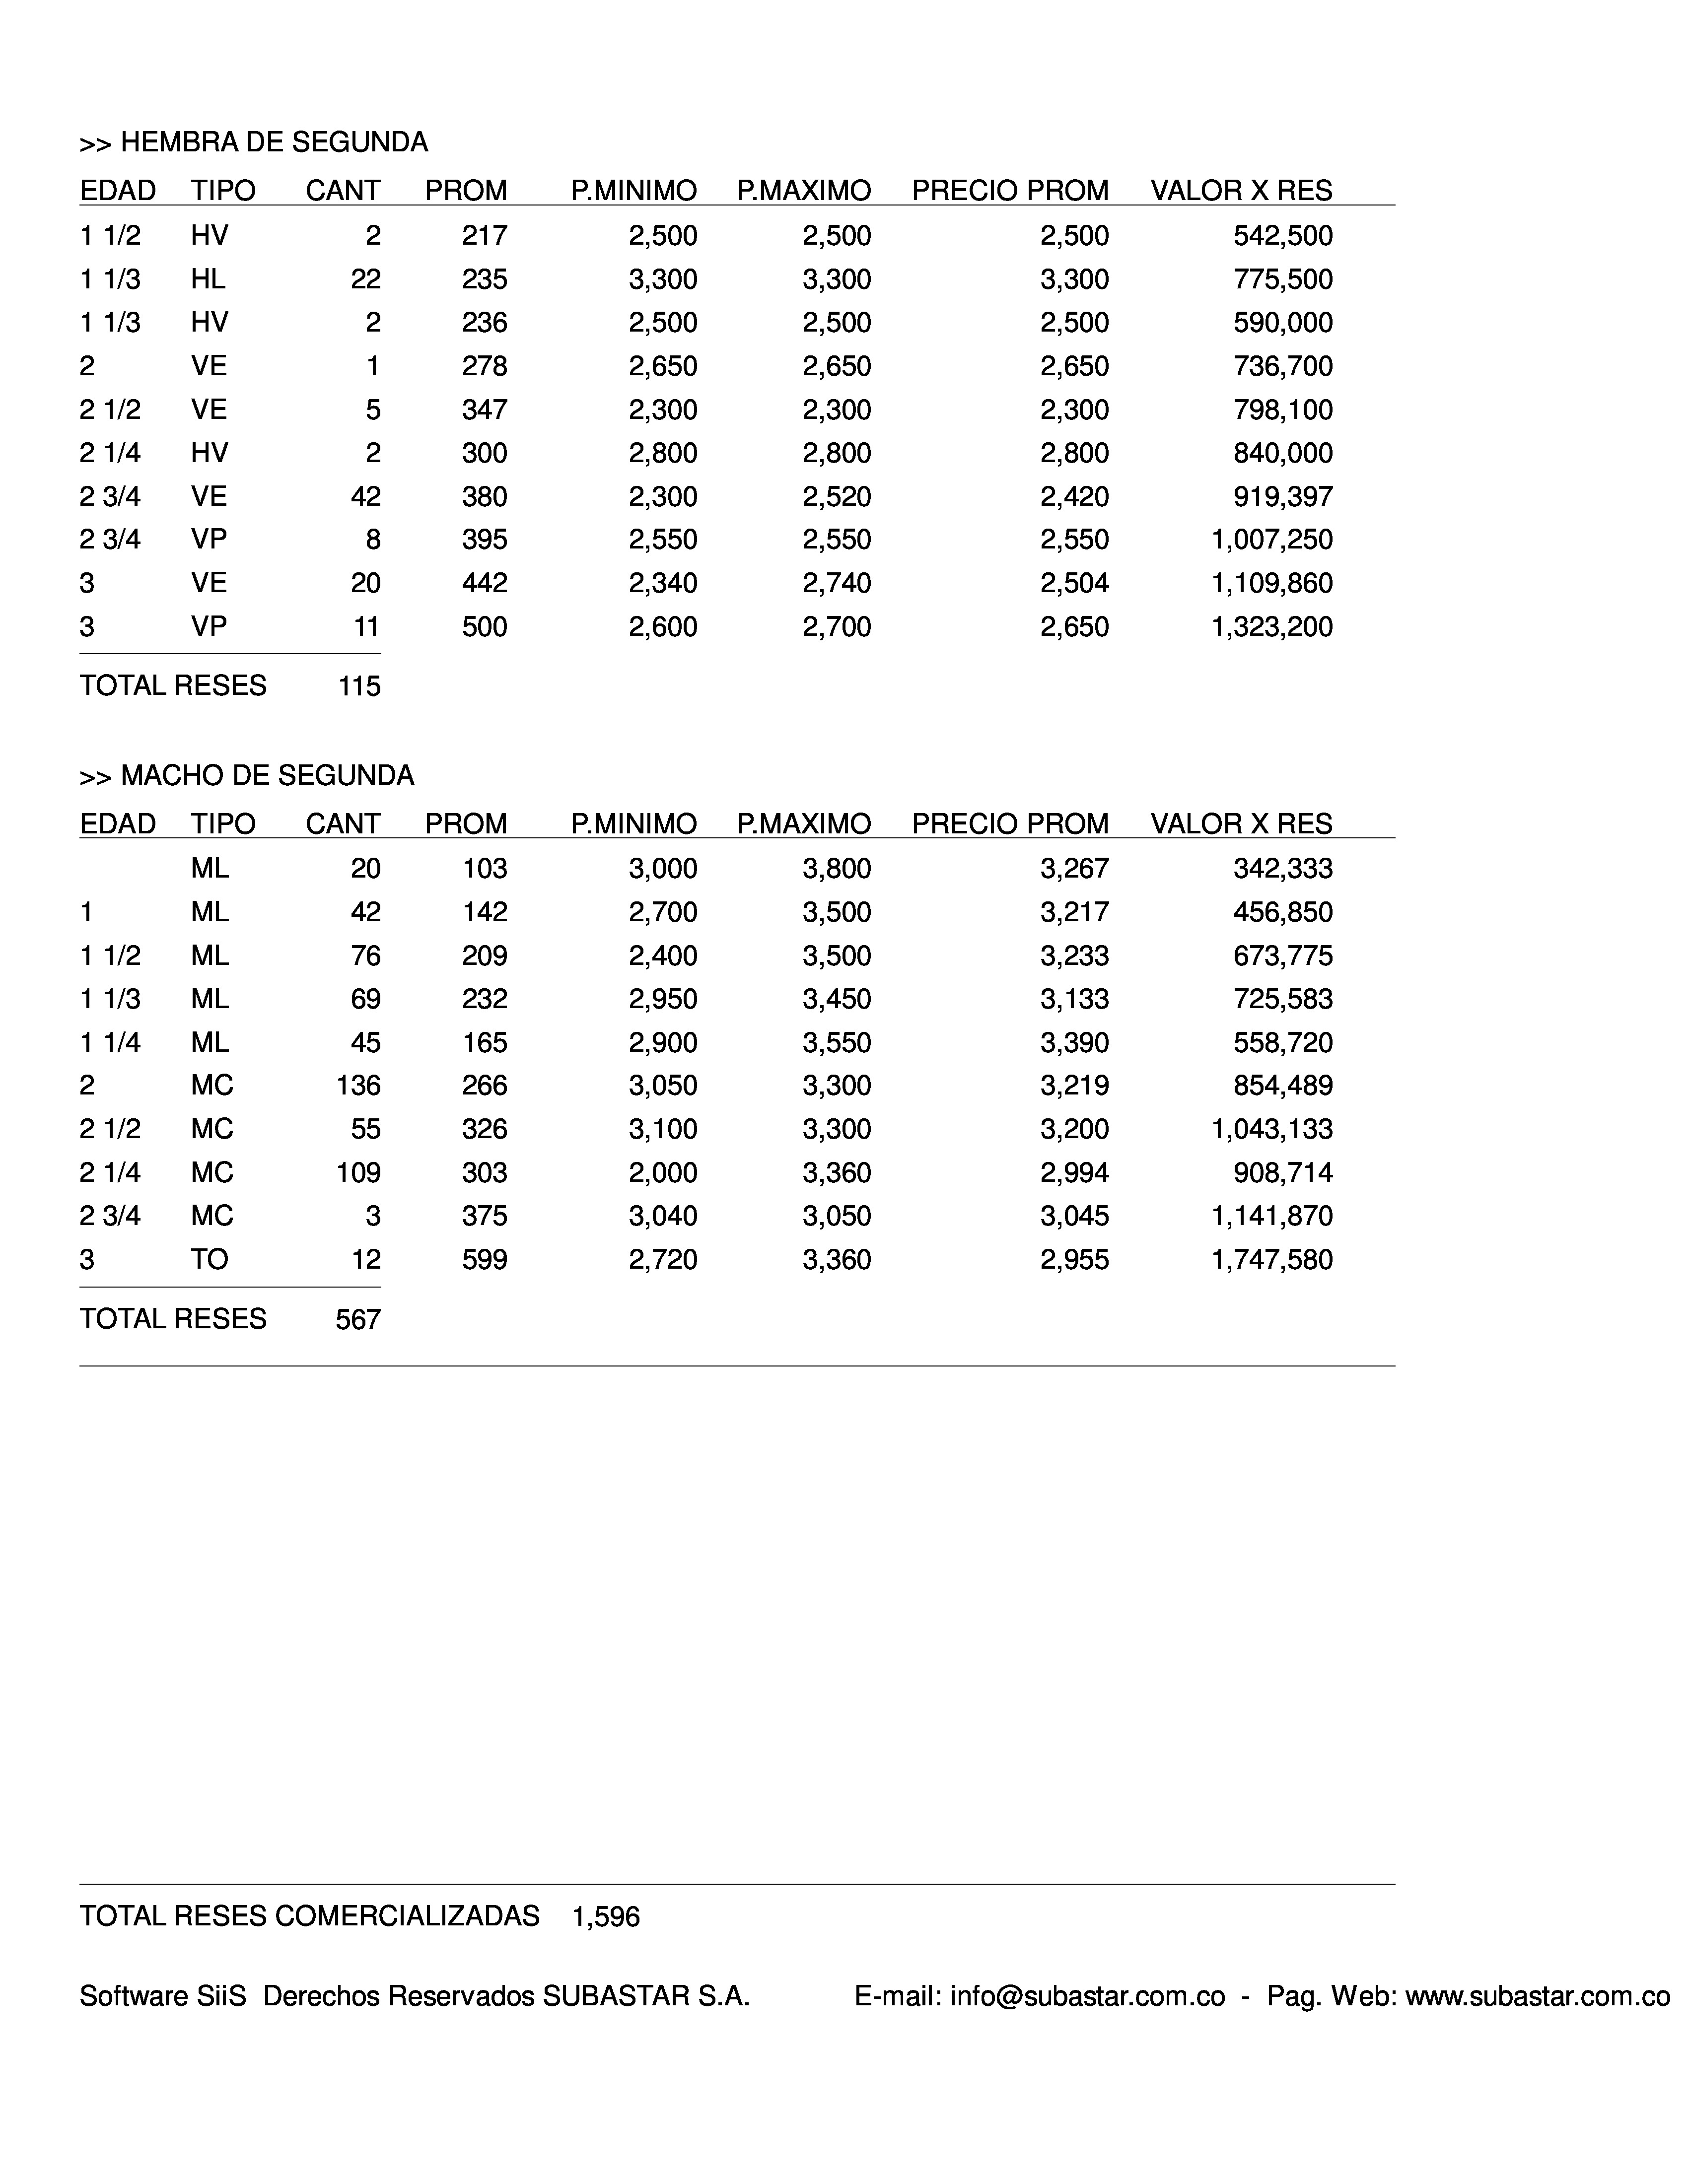 >> HEMBRA DE SEGUNDA
EDAD TIPO CANT PROM P.MINIMO P.MAXIMO PRECIO PROM VALOR X RES
1 1/2 HV 2 217 2,500 2,500 2,500 542,500
1 1/3 HL 22 235 3,300 3,300 3,300 775,500
1 1/3 HV 2 236 2,500 2,500 2,500 590,000
2 VE 1 278 2,650 2,650 2,650 736,700
2 1/2 VE 5 347 2,300 2,300 2,300 798,100
2 1/4 HV 2 300 2,800 2,800 2,800 840,000
2 3/4 VE 42 380 2,300 2,520 2,420 919,397
2 3/4 VP 8 395 2,550 2,550 2,550 1,007,250
3 VE 20 442 2,340 2,740 2,504 1,109,860
3 VP 11 500 2,600 2,700 2,650 1,323,200
TOTAL RESES 115
>> MACHO DE SEGUNDA
EDAD TIPO CANT PROM P.MINIMO P.MAXIMO PRECIO PROM VALOR X RES
ML 20 103 3,000 3,800 3,267 342,333
1 ML 42 142 2,700 3,500 3,217 456,850
1 1/2 ML 76 209 2,400 3,500 3,233 673,775
1 1/3 ML 69 232 2,950 3,450 3,133 725,583
1 1/4 ML 45 165 2,900 3,550 3,390 558,720
2 MC 136 266 3,050 3,300 3,219 854,489
2 1/2 MC 55 326 3,100 3,300 3,200 1,043,133
2 1/4 MC 109 303 2,000 3,360 2,994 908,714
2 3/4 MC 3 375 3,040 3,050 3,045 1,141,870
3 TO 12 599 2,720 3,360 2,955 1,747,580
TOTAL RESES 567
TOTAL RESES COMERCIALIZADAS 1,596
Software SiiS Derechos Reservados SUBASTAR S.A. E-mail: info@subastar.com.co - Pag. Web: www.subastar.com.co